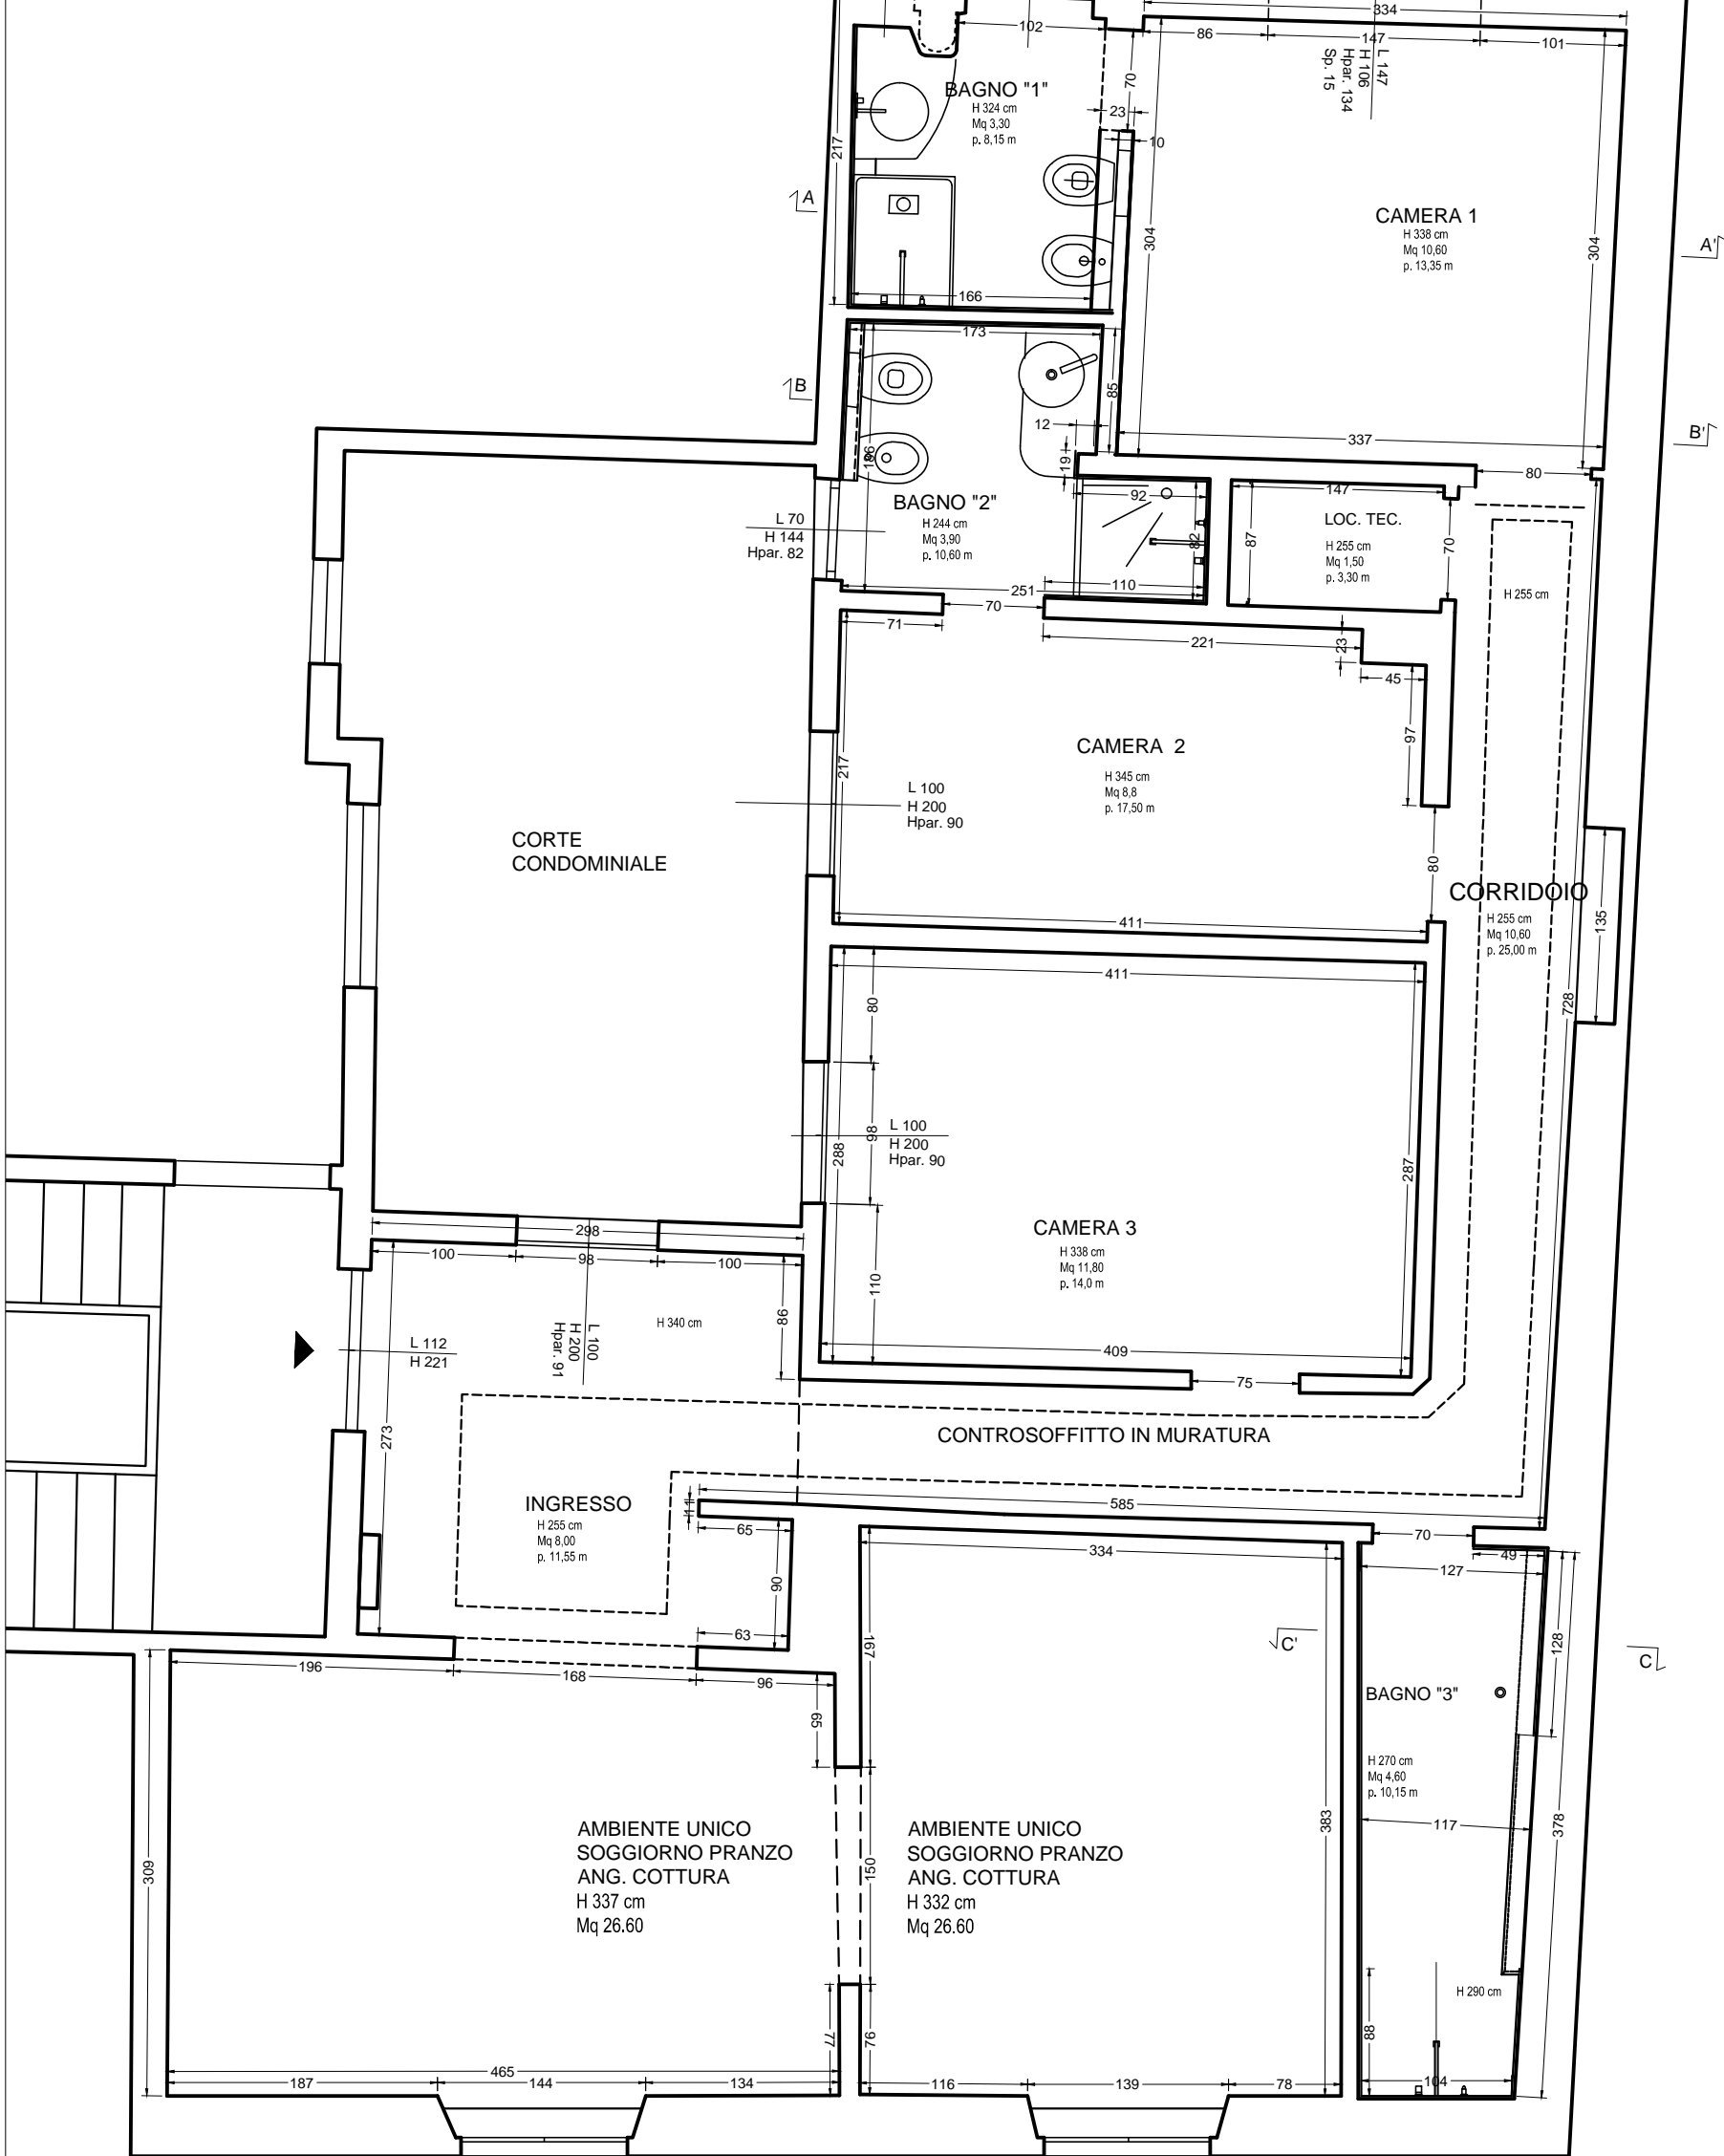 334
102
86
147
101
L 147
H 106
Hpar. 134
Sp. 15
BAGNO "1"
H 324 cm
Mq 3,30
p. 8,15 m
70
23
10
217
A
304
CAMERA 1
H 338 cm
Mq 10,60
p. 13,35 m
304
A'
166
173
B
85
12
19
337
B'
80
186
BAGNO "2"
H 244 cm
Mq 3,90
p. 10,60 m
92
82
L 70
H 144
Hpar. 82
147
LOC. TEC.
H 255 cm
Mq 1,50
p. 3,30 m
87
70
H 255 cm
251
110
70
71
221
23
45
97
CAMERA 2
H 345 cm
Mq 8,8
p. 17,50 m
217
L 100
H 200
Hpar. 90
CORTE
CONDOMINIALE
80
CORRIDOIO
H 255 cm
Mq 10,60
p. 25,00 m
135
411
411
80
728
98
L 100
H 200
Hpar. 90
288
287
CAMERA 3
H 338 cm
Mq 11,80
p. 14,0 m
298
100
98
100
86
110
H 340 cm
L 100
H 200
Hpar. 91
L 112
H 221
409
75
273
CONTROSOFFITTO IN MURATURA
INGRESSO
H 255 cm
Mq 8,00
p. 11,55 m
11
65
585
70
334
49
127
90
63
167
C'
128
C
196
168
96
65
BAGNO "3"
H 270 cm
Mq 4,60
p. 10,15 m
117
378
383
150
309
AMBIENTE UNICO
SOGGIORNO PRANZO
ANG. COTTURA
H 337 cm
Mq 26.60
AMBIENTE UNICO
SOGGIORNO PRANZO
ANG. COTTURA
H 332 cm
Mq 26.60
H 290 cm
88
77
76
465
187
144
134
116
139
78
104